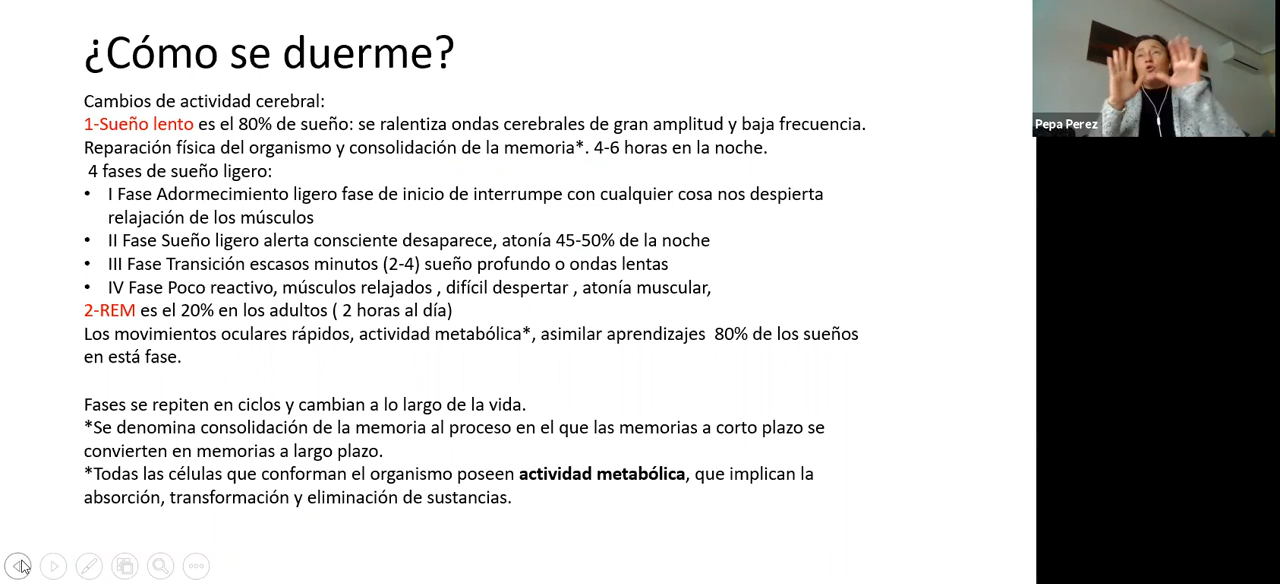 ¿Cómo se duerme?
Cambios de actividad cerebral:
1-Sueño lento es el 80% de sueño: se ralentiza ondas cerebrales de gran amplitud y baja frecuencia.
Reparación física del organismo y consolidación de la memoria*. 4-6 horas en la noche.
4 fases de sueño ligero:
• I Fase Adormecimiento ligero fase de inicio de interrumpe con cualquier cosa nos despierta
relajación de los músculos
• II Fase Sueño ligero alerta consciente desaparece, atonía 45-50% de la noche
• III Fase Transición escasos minutos (2-4) sueño profundo o ondas lentas
• IV Fase Poco reactivo, músculos relajados , difícil despertar , atonía muscular,
2-REM es el 20% en los adultos ( 2 horas al día)
Los movimientos oculares rápidos, actividad metabólica*, asimilar aprendizajes 80% de los sueños
en está fase.
Fases se repiten en ciclos y cambian a lo largo de la vida.
*Se denomina consolidación de la memoria al proceso en el que las memorias a corto plazo se
convierten en memorias a largo plazo.
*Todas las células que conforman el organismo poseen actividad metabólica, que implican la
absorción, transformación y eliminación de sustancias.
Pepa Perez